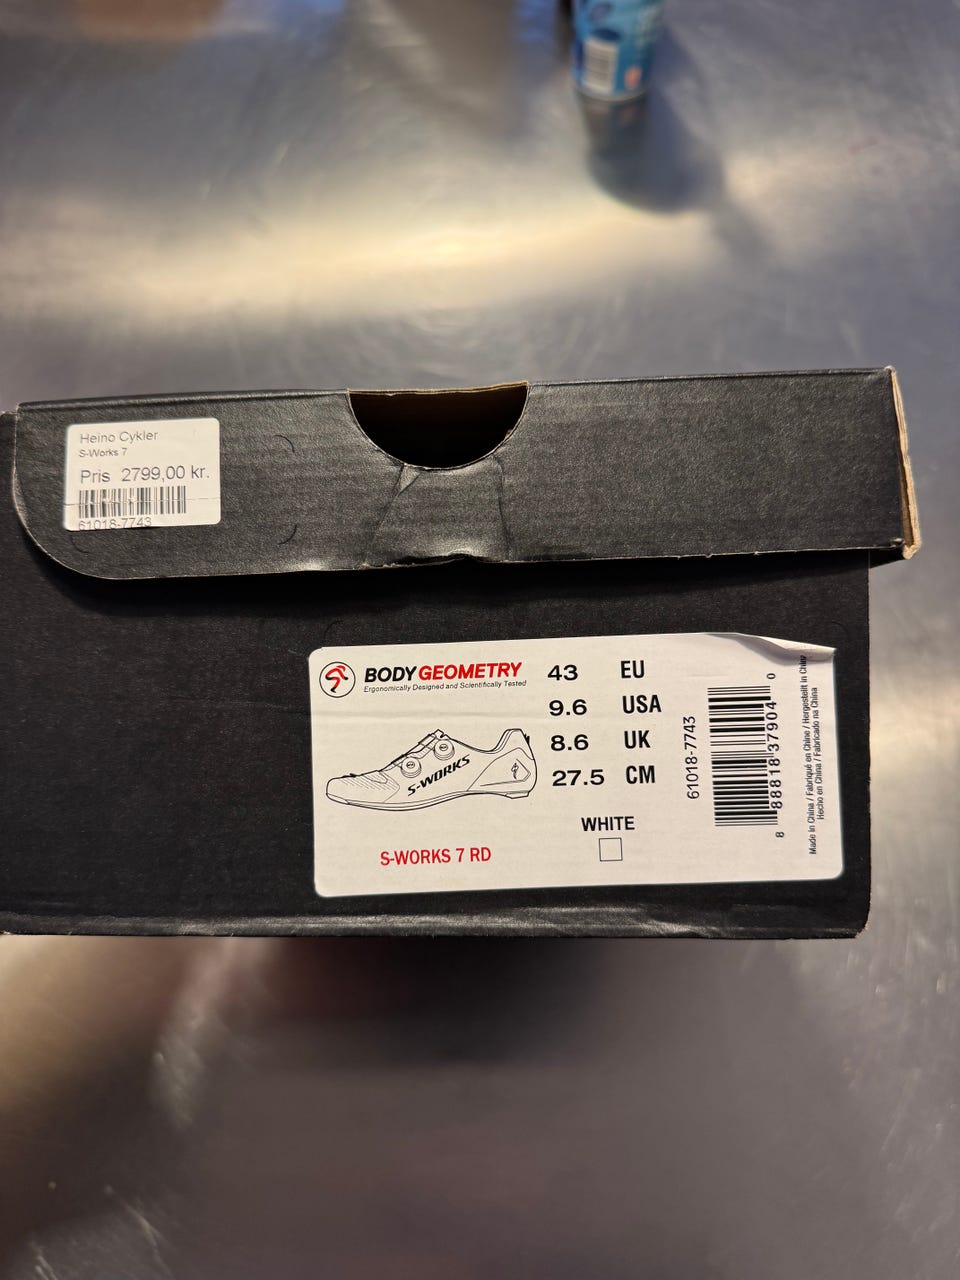 Heino Cykler
S-Works 7
Pris 2799,00 kr.
61018-7743
BODY GEOMETRY
Ergonomically Designed and Scientifically Tested
43 EU
9.6 USA
8.6 UK
27.5 CM
S-WORKS
WHITE
S-WORKS 7 RD
61018-7743
8 88818 37904 0
Made in China / Fabriqué en Chine / Hergestellt in China
Hecho en China / Fabricado na China